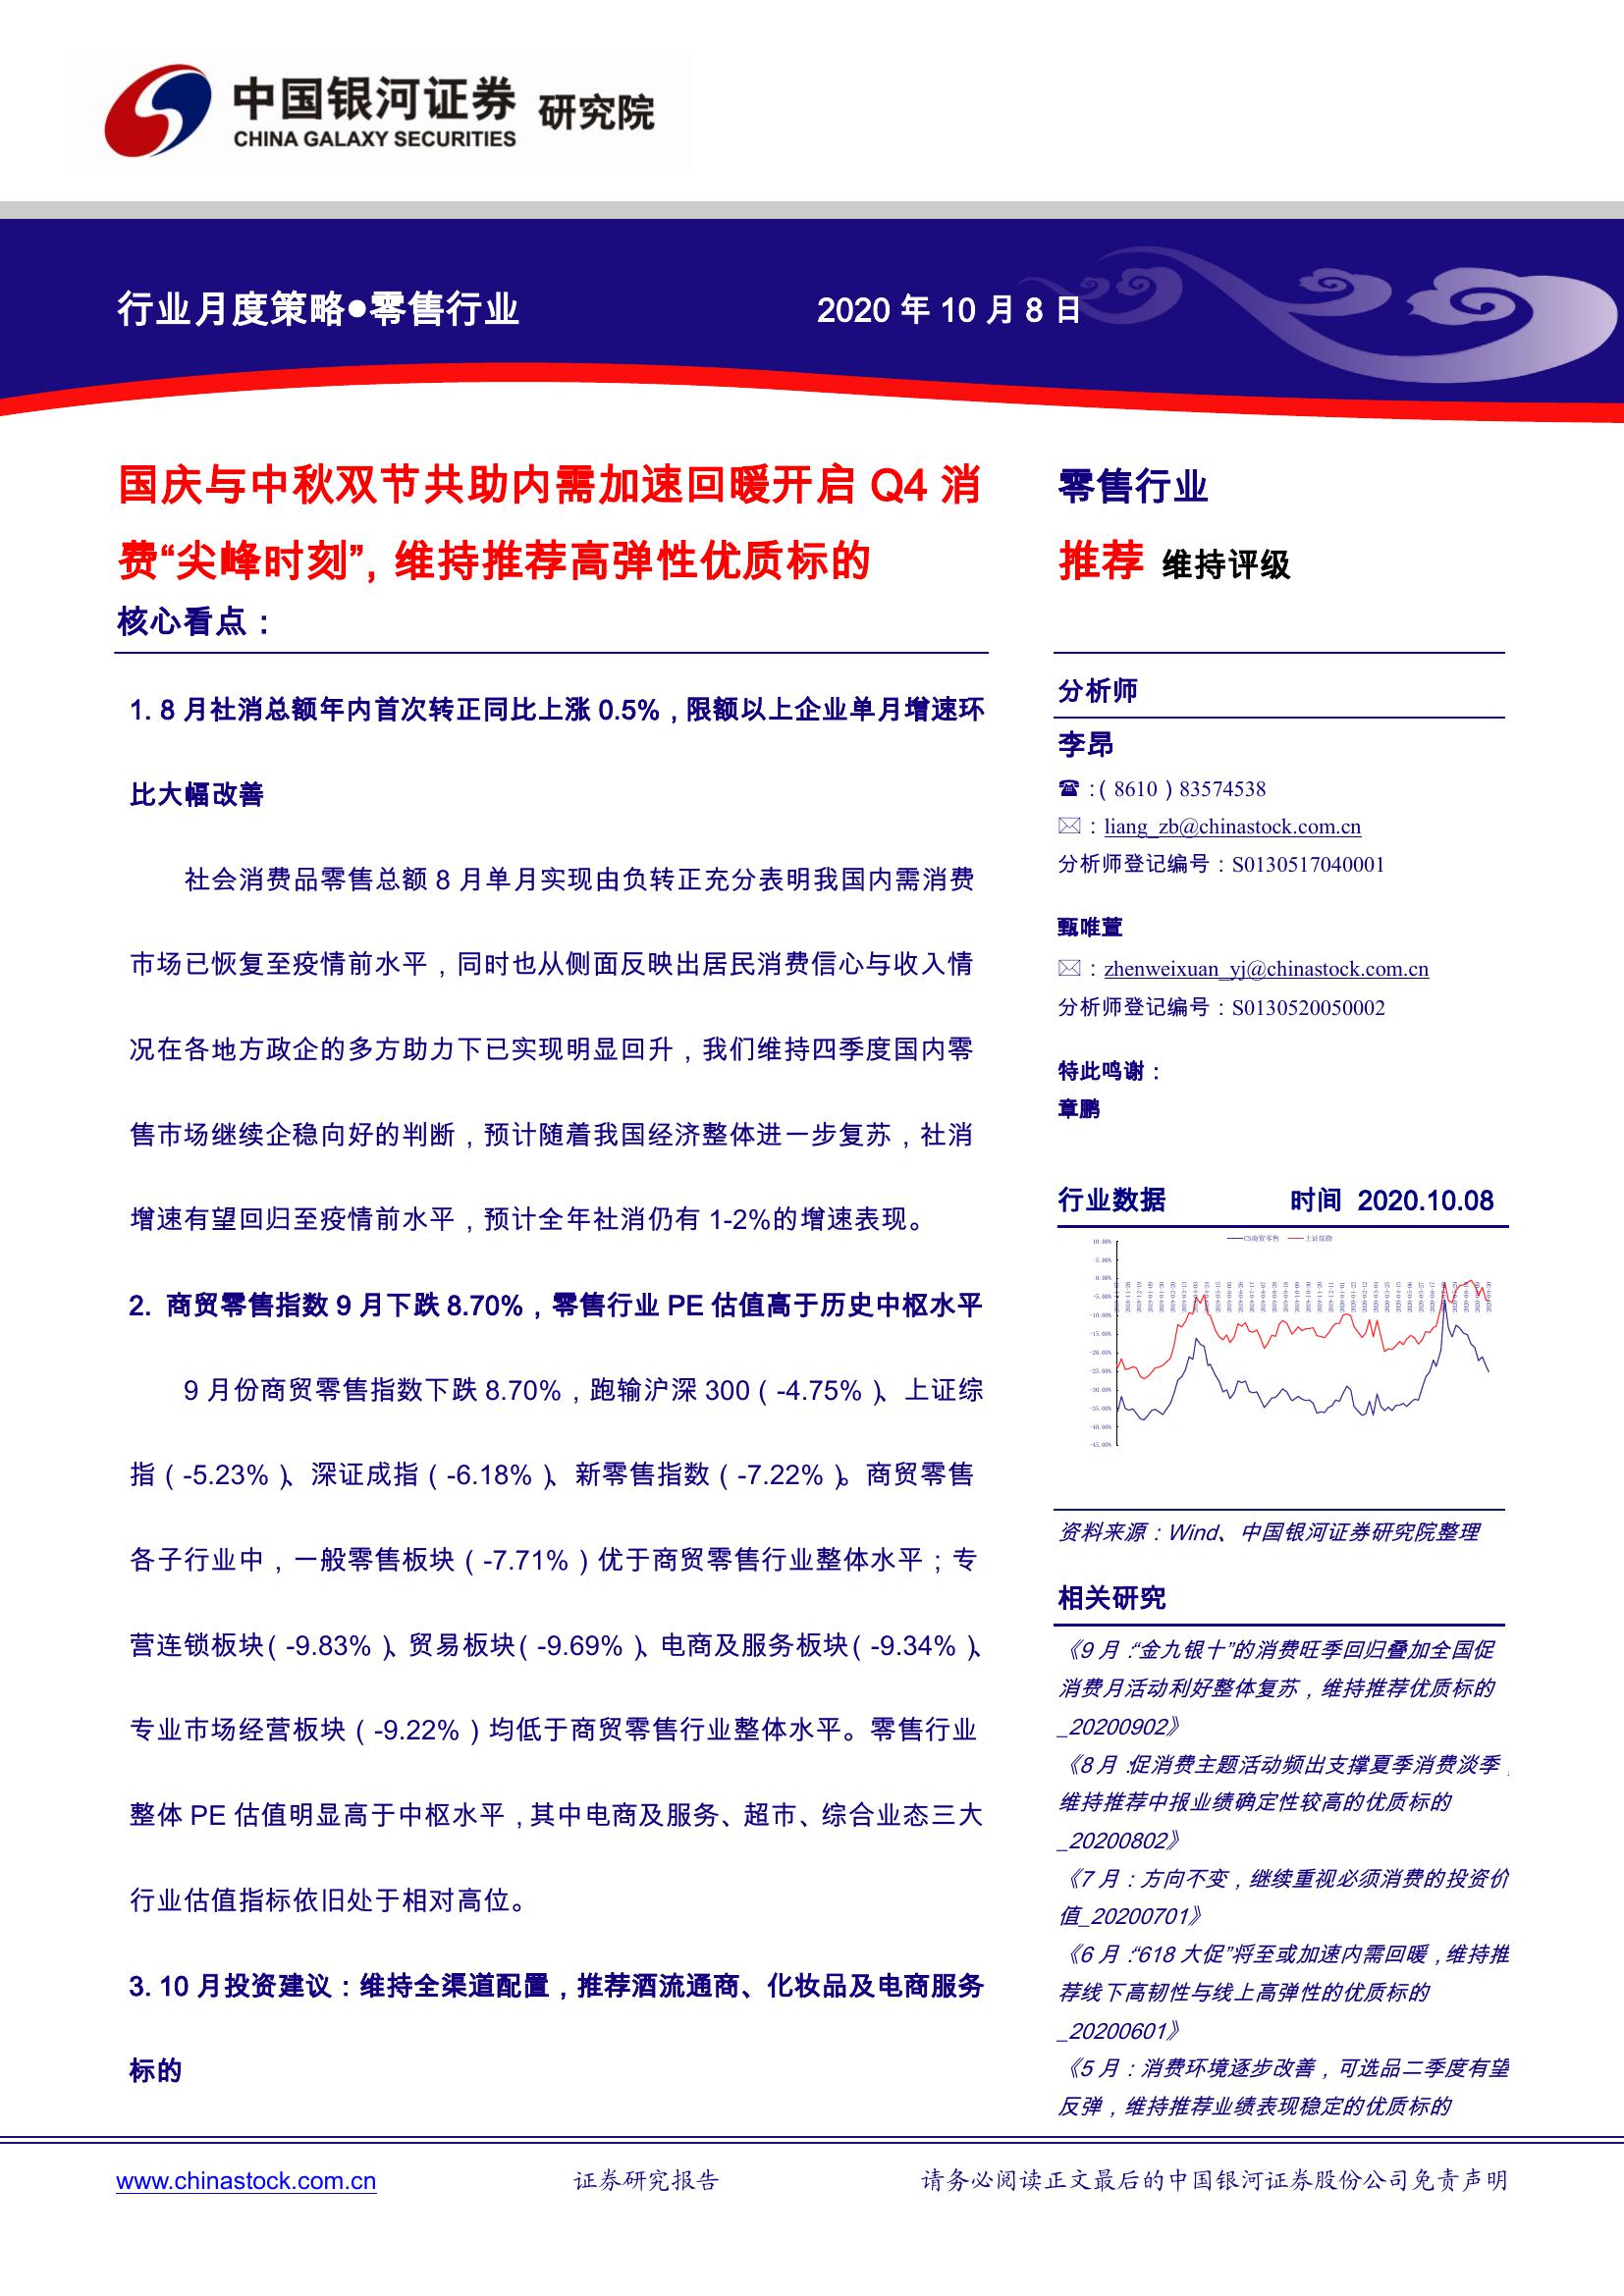 中国银河证券 研究院
CHINA GALAXY SECURITIES
行业月度策略●零售行业
2020 年 10 月 8 日
国庆与中秋双节共助内需加速回暖开启 Q4 消
费“尖峰时刻”，维持推荐高弹性优质标的
核心看点：
1. 8 月社消总额年内首次转正同比上涨 0.5%，限额以上企业单月增速环
比大幅改善
社会消费品零售总额 8 月单月实现由负转正充分表明我国内需消费
市场已恢复至疫情前水平，同时也从侧面反映出居民消费信心与收入情
况在各地方政企的多方助力下已实现明显回升，我们维持四季度国内零
售市场继续企稳向好的判断，预计随着我国经济整体进一步复苏，社消
增速有望回归至疫情前水平，预计全年社消仍有 1-2%的增速表现。
2. 商贸零售指数 9 月下跌 8.70%，零售行业 PE 估值高于历史中枢水平
9 月份商贸零售指数下跌 8.70%，跑输沪深 300（-4.75%）、上证综
指（-5.23%）、深证成指（-6.18%）、新零售指数（-7.22%）。商贸零售
各子行业中，一般零售板块（-7.71%）优于商贸零售行业整体水平；专
营连锁板块（-9.83%）、贸易板块（-9.69%）、电商及服务板块（-9.34%）、
专业市场经营板块（-9.22%）均低于商贸零售行业整体水平。零售行业
整体 PE 估值明显高于中枢水平，其中电商及服务、超市、综合业态三大
行业估值指标依旧处于相对高位。
3. 10 月投资建议：维持全渠道配置，推荐酒流通商、化妆品及电商服务
标的
零售行业
推荐 维持评级
分析师
李昂
☎：（8610）83574538
✉：liang_zb@chinastock.com.cn
分析师登记编号：S0130517040001
甄唯萱
✉：zhenweixuan_yj@chinastock.com.cn
分析师登记编号：S0130520050002
特此鸣谢：
章鹏
行业数据 时间 2020.10.08
CS商贸零售 上证综指
10.00%
5.00%
0.00%
-5.00%
-10.00%
-15.00%
-20.00%
-25.00%
-30.00%
-35.00%
-40.00%
-45.00%
资料来源：Wind、中国银河证券研究院整理
相关研究
《9 月：“金九银十”的消费旺季回归叠加全国促
消费月活动利好整体复苏，维持推荐优质标的
_20200902》
《8 月：促消费主题活动频出支撑夏季消费淡季，
维持推荐中报业绩确定性较高的优质标的
_20200802》
《7 月：方向不变，继续重视必须消费的投资价
值_20200701》
《6 月：“618 大促”将至或加速内需回暖，维持推
荐线下高韧性与线上高弹性的优质标的
_20200601》
《5 月：消费环境逐步改善，可选品二季度有望
反弹，维持推荐业绩表现稳定的优质标的
www.chinastock.com.cn
证券研究报告
请务必阅读正文最后的中国银河证券股份公司免责声明